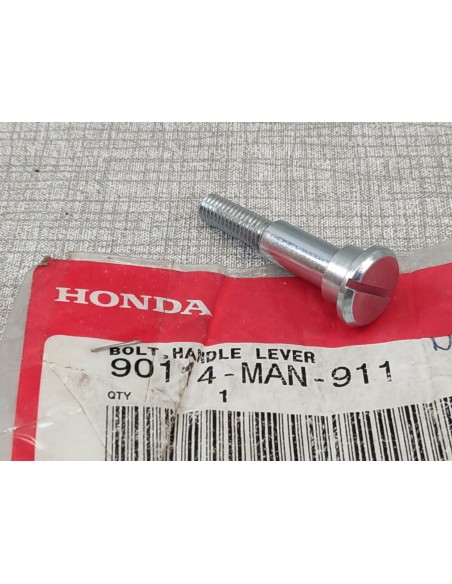 HONDA
BOLT,HANDLE LEVER
90114-MAN-911
QTY 1